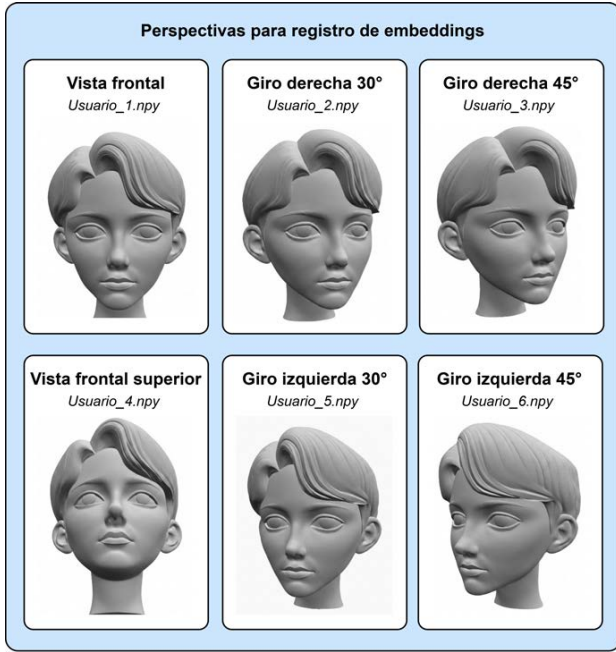 Perspectivas para registro de embeddings
Vista frontal
Usuario_1.npy
Giro derecha 30°
Usuario_2.npy
Giro derecha 45°
Usuario_3.npy
Vista frontal superior
Usuario_4.npy
Giro izquierda 30°
Usuario_5.npy
Giro izquierda 45°
Usuario_6.npy